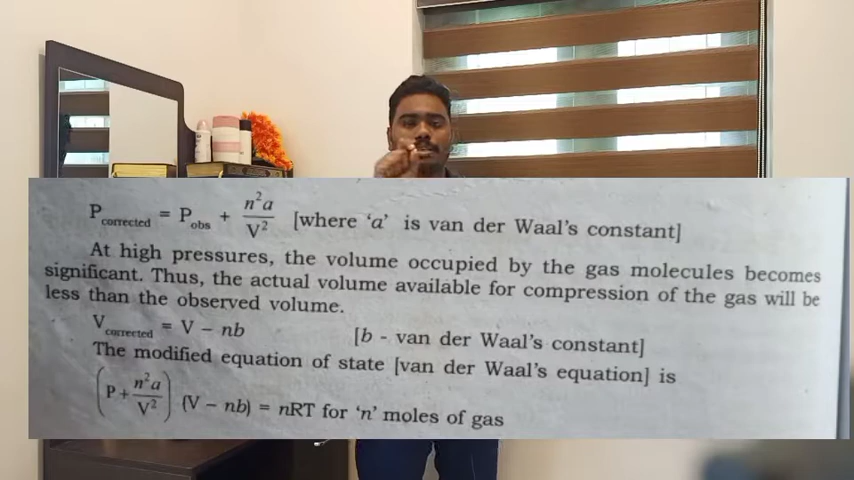 P_corrected = P_obs + n²a/V² [where ‘a’ is van der Waal's constant]
At high pressures, the volume occupied by the gas molecules becomes
significant. Thus, the actual volume available for compression of the gas will be
less than the observed volume.
V_corrected = V – nb [b - van der Waal's constant]
The modified equation of state [van der Waal's equation] is
(P + n²a/V²) (V – nb) = nRT for ‘n’ moles of gas